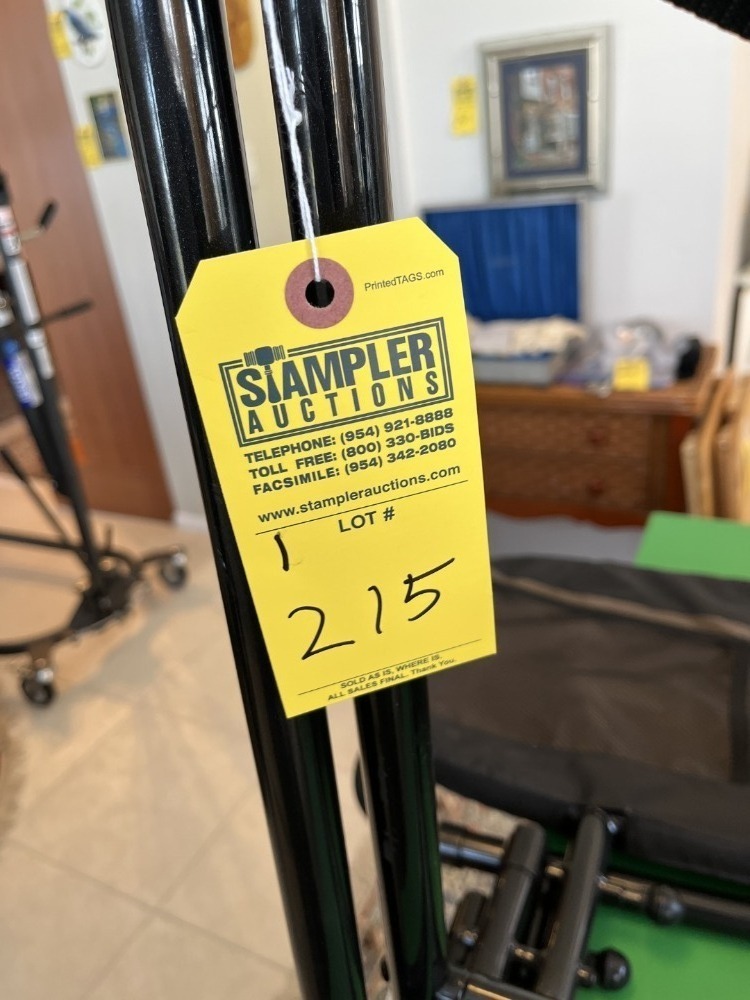 PrintedTAGS.com
STAMPLER
AUCTIONS
TELEPHONE: (954) 921-8888
TOLL FREE: (800) 330-BIDS
FACSIMILE: (954) 342-2080
www.stamplerauctions.com
LOT #
1
215
SOLD AS IS, WHERE IS.
ALL SALES FINAL. Thank You.